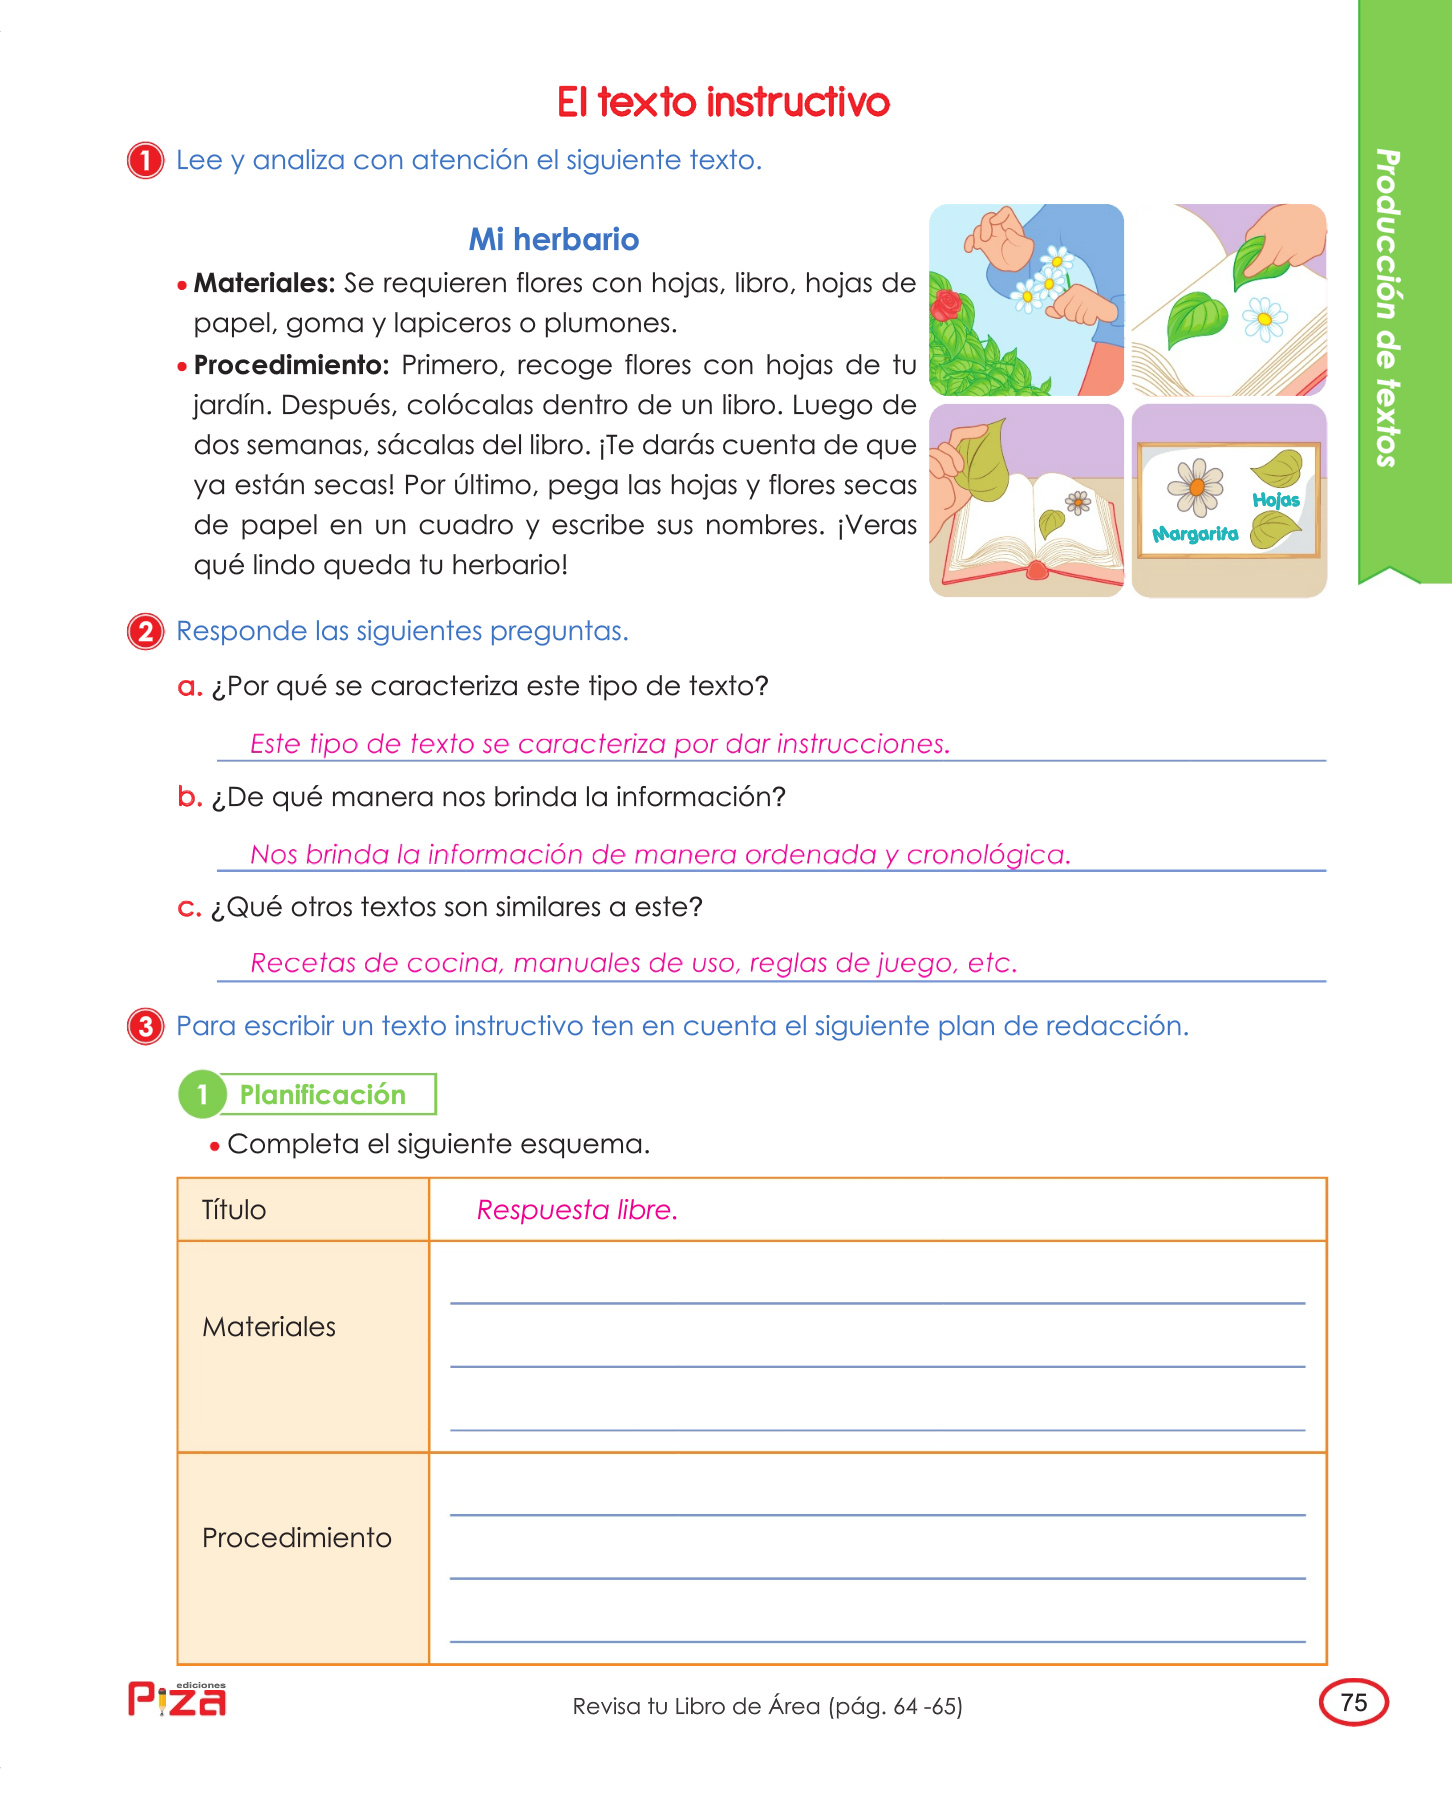 El texto instructivo
1 Lee y analiza con atención el siguiente texto.
Mi herbario
• Materiales: Se requieren flores con hojas, libro, hojas de
papel, goma y lapiceros o plumones.
• Procedimiento: Primero, recoge flores con hojas de tu
jardín. Después, colócalas dentro de un libro. Luego de
dos semanas, sácalas del libro. ¡Te darás cuenta de que
ya están secas! Por último, pega las hojas y flores secas
de papel en un cuadro y escribe sus nombres. ¡Veras
qué lindo queda tu herbario!
Hojas
Margarita
Producción de textos
2 Responde las siguientes preguntas.
a. ¿Por qué se caracteriza este tipo de texto?
Este tipo de texto se caracteriza por dar instrucciones.
b. ¿De qué manera nos brinda la información?
Nos brinda la información de manera ordenada y cronológica.
c. ¿Qué otros textos son similares a este?
Recetas de cocina, manuales de uso, reglas de juego, etc.
3 Para escribir un texto instructivo ten en cuenta el siguiente plan de redacción.
1 Planificación
• Completa el siguiente esquema.
Título
Respuesta libre.
Materiales
Procedimiento
ediciones
Piza
Revisa tu Libro de Área (pág. 64 -65)
75